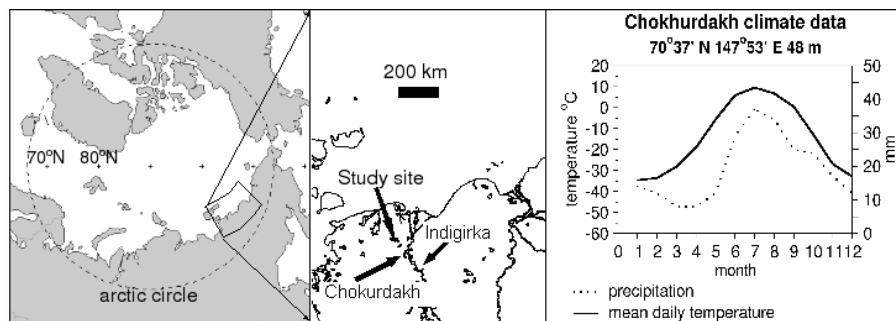 70°N 80°N
arctic circle
200 km
Study site
Indigirka
Chokurdakh
Chokhurdakh climate data
70°37' N 147°53' E 48 m
temperature °C
20
10
0
-10
-20
-30
-40
-50
-60
50
40
30
20
10
0
mm
0 1 2 3 4 5 6 7 8 9 10 11 12
month
precipitation
mean daily temperature